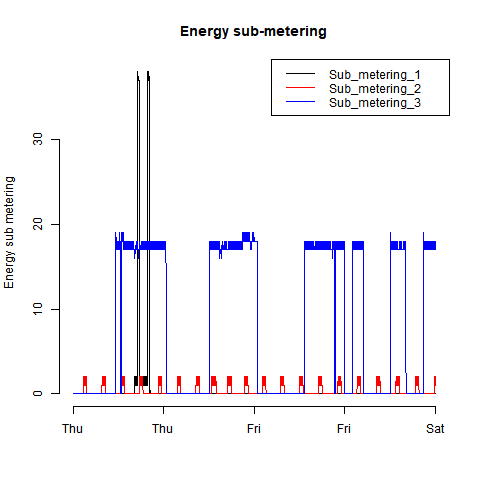 Energy sub-metering
Sub_metering_1
Sub_metering_2
Sub_metering_3
Energy sub metering
30
20
10
0
Thu Thu Fri Fri Sat